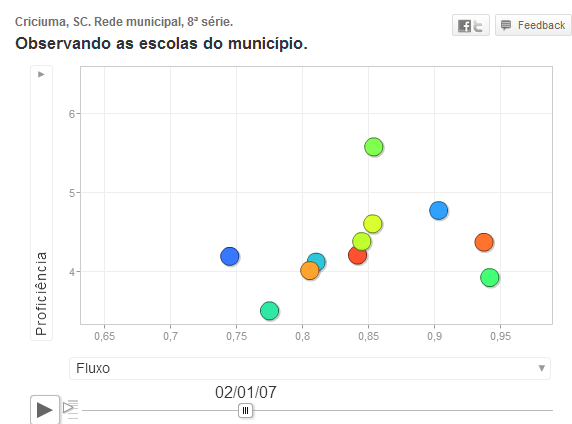 Criciuma, SC. Rede municipal, 8ª série.
Feedback
Observando as escolas do município.
6
5
4
Proficiência
0,65 0,7 0,75 0,8 0,85 0,9 0,95
Fluxo
02/01/07